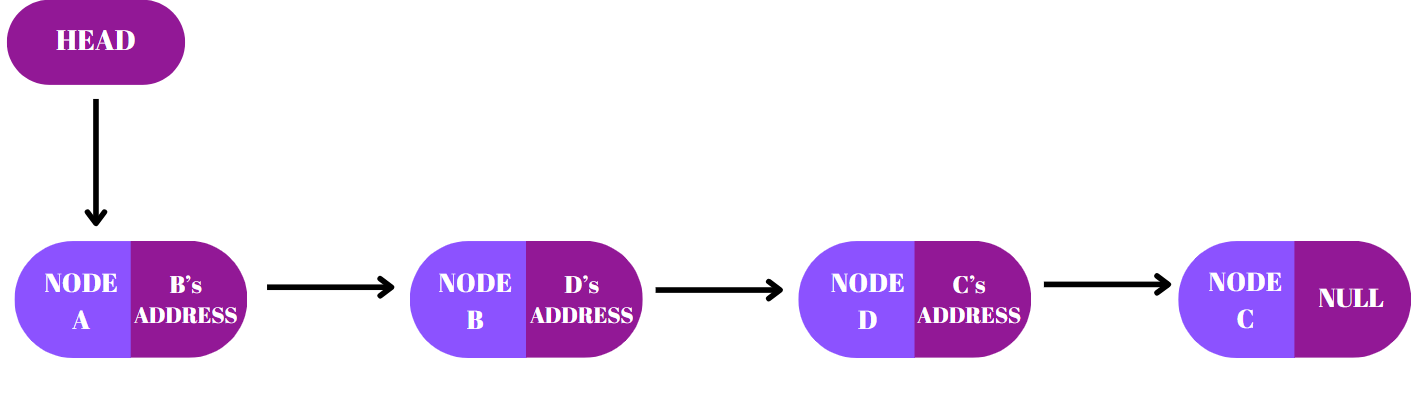 HEAD
NODE
A
B's
ADDRESS
NODE
B
D's
ADDRESS
NODE
D
C's
ADDRESS
NODE
C
NULL